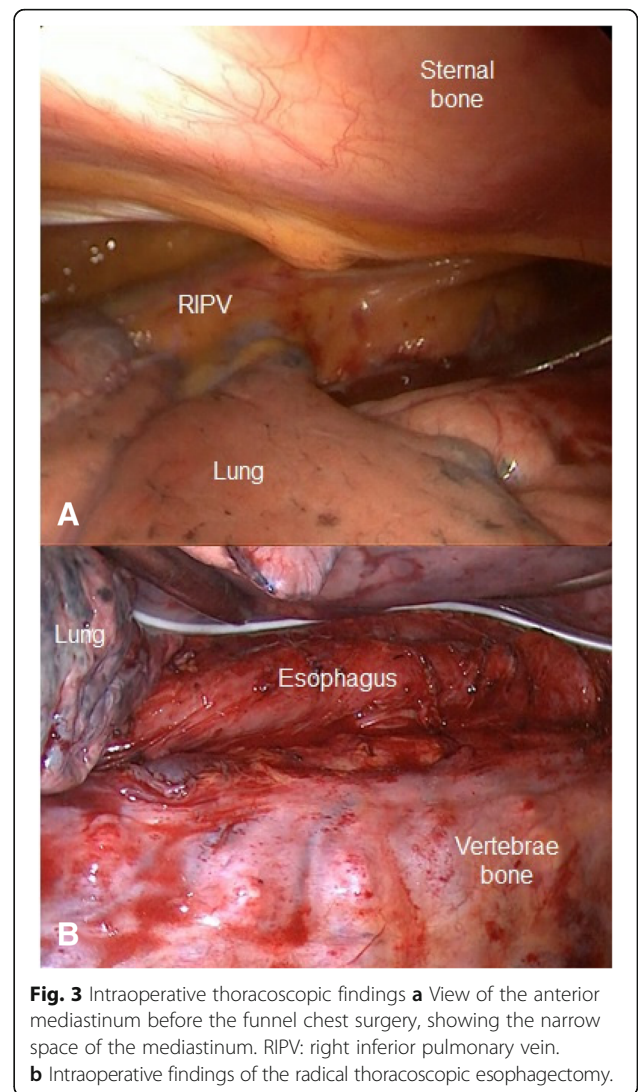 Sternal
bone
RIPV
Lung
A
Lung
Esophagus
Vertebrae
bone
B
Fig. 3 Intraoperative thoracoscopic findings a View of the anterior
mediastinum before the funnel chest surgery, showing the narrow
space of the mediastinum. RIPV: right inferior pulmonary vein.
b Intraoperative findings of the radical thoracoscopic esophagectomy.